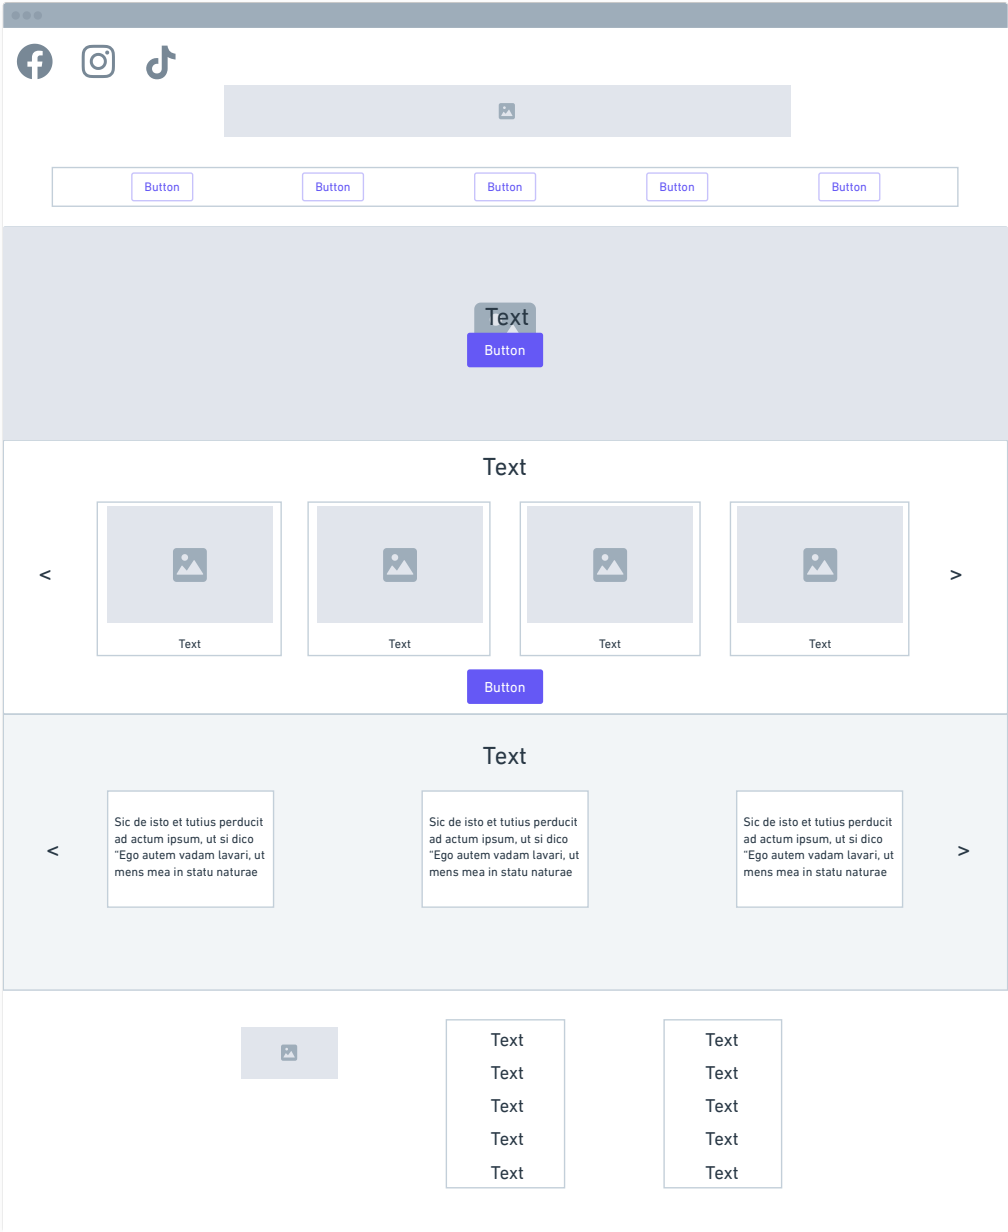 Button
Button
Button
Button
Button
Text
Button
Text
<
Text
Text
Text
Text
>
Button
Text
<
Sic de isto et tutius perducit
ad actum ipsum, ut si dico
“Ego autem vadam lavari, ut
mens mea in statu naturae
Sic de isto et tutius perducit
ad actum ipsum, ut si dico
“Ego autem vadam lavari, ut
mens mea in statu naturae
Sic de isto et tutius perducit
ad actum ipsum, ut si dico
“Ego autem vadam lavari, ut
mens mea in statu naturae
>
Text
Text
Text
Text
Text
Text
Text
Text
Text
Text